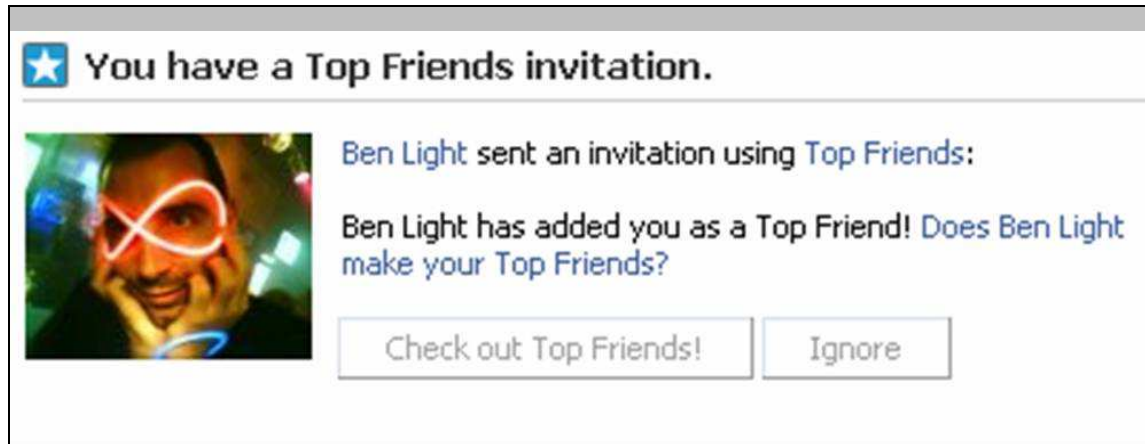 You have a Top Friends invitation.
Ben Light sent an invitation using Top Friends:
Ben Light has added you as a Top Friend! Does Ben Light
make your Top Friends?
Check out Top Friends! Ignore